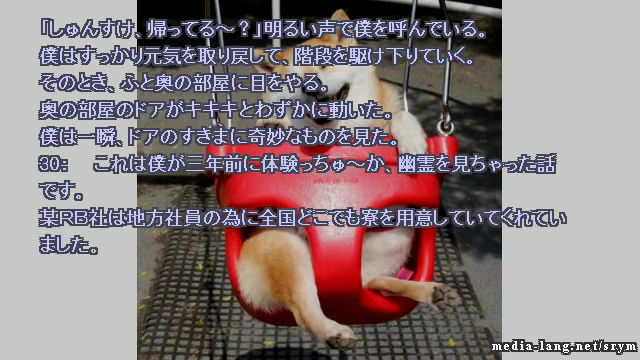 「しゅんすけ、帰ってる～？」明るい声で僕を呼んでいる。
僕はすっかり元気を取り戻して、階段を駆け下りていく。
そのとき、ふと奥の部屋に目をやる。
奥の部屋のドアがキキキとわずかに動いた。
僕は一瞬、ドアのすきまに奇妙なものを見た。
30:　これは僕が三年前に体験っちゅ～か、幽霊を見ちゃった話
です。
某RB社は地方社員の為に全国どこでも寮を用意していてくれてい
ました。
media-lang.net/srym